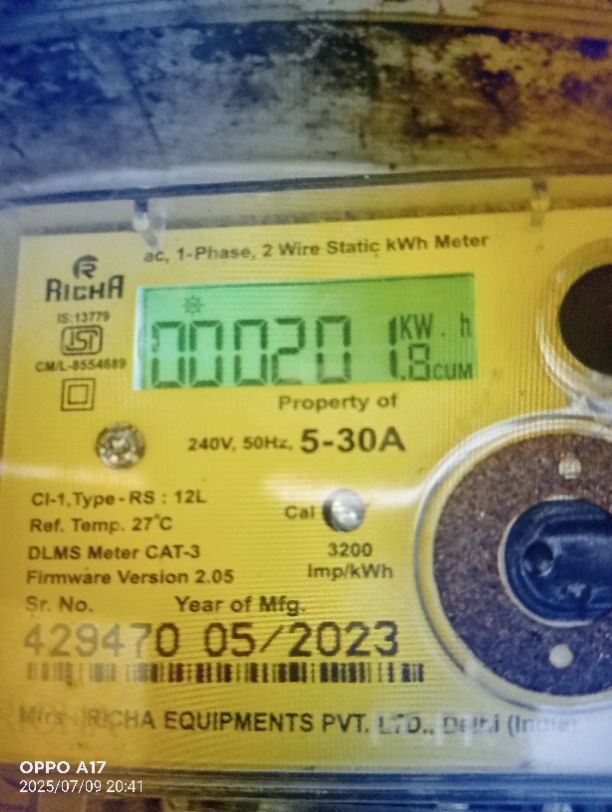 ac, 1-Phase, 2 Wire Static kWh Meter
RICHA
IS:13779
ISI
CM/L-8554689
000201.8 KW.h
CUM
Property of
240V, 50Hz, 5-30A
Cl-1,Type-RS : 12L
Ref. Temp. 27°C
Cal
DLMS Meter CAT-3
3200
Firmware Version 2.05
Imp/kWh
Sr. No. Year of Mfg.
429470 05/2023
Mfrs : RICHA EQUIPMENTS PVT. LTD., Delhi (India)
OPPO A17
2025/07/09 20:41